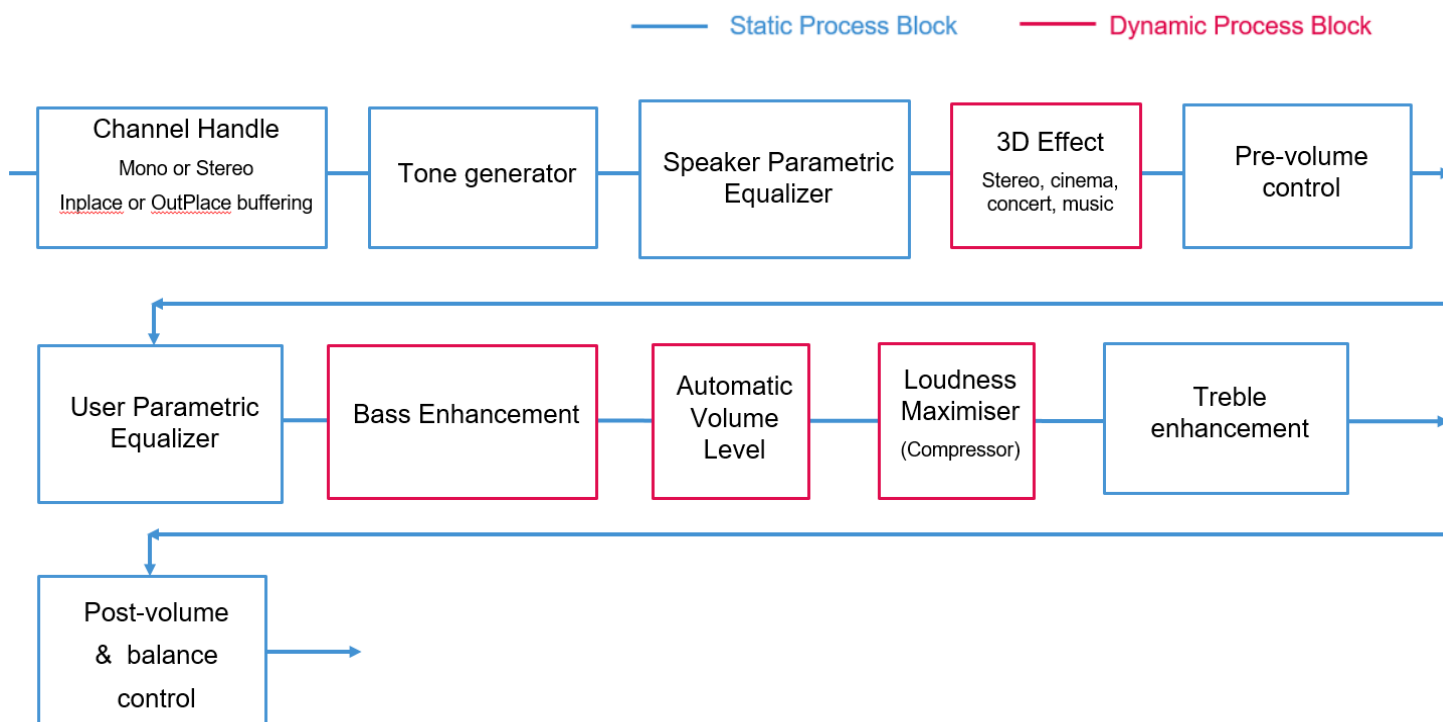 Static Process Block
Dynamic Process Block
Channel Handle
Mono or Stereo
Inplace or OutPlace buffering
Tone generator
Speaker Parametric
Equalizer
3D Effect
Stereo, cinema,
concert, music
Pre-volume
control
User Parametric
Equalizer
Bass Enhancement
Automatic
Volume
Level
Loudness
Maximiser
(Compressor)
Treble
enhancement
Post-volume
& balance
control